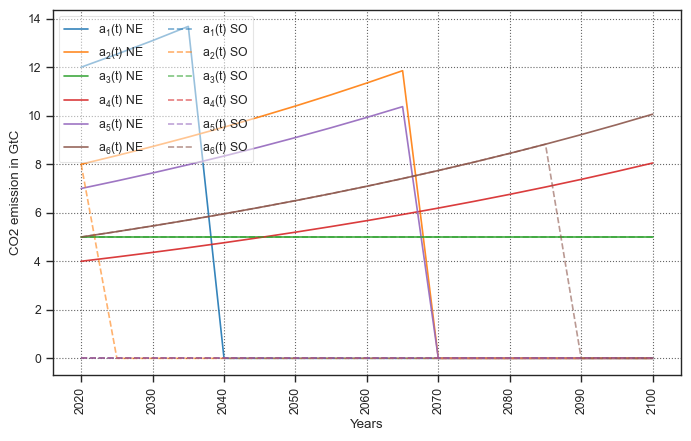 CO2 emission in GtC
14
12
10
8
6
4
2
0
a₁(t) NE a₁(t) SO
a₂(t) NE a₂(t) SO
a₃(t) NE a₃(t) SO
a₄(t) NE a₄(t) SO
a₅(t) NE a₅(t) SO
a₆(t) NE a₆(t) SO
2020 2030 2040 2050 2060 2070 2080 2090 2100
Years